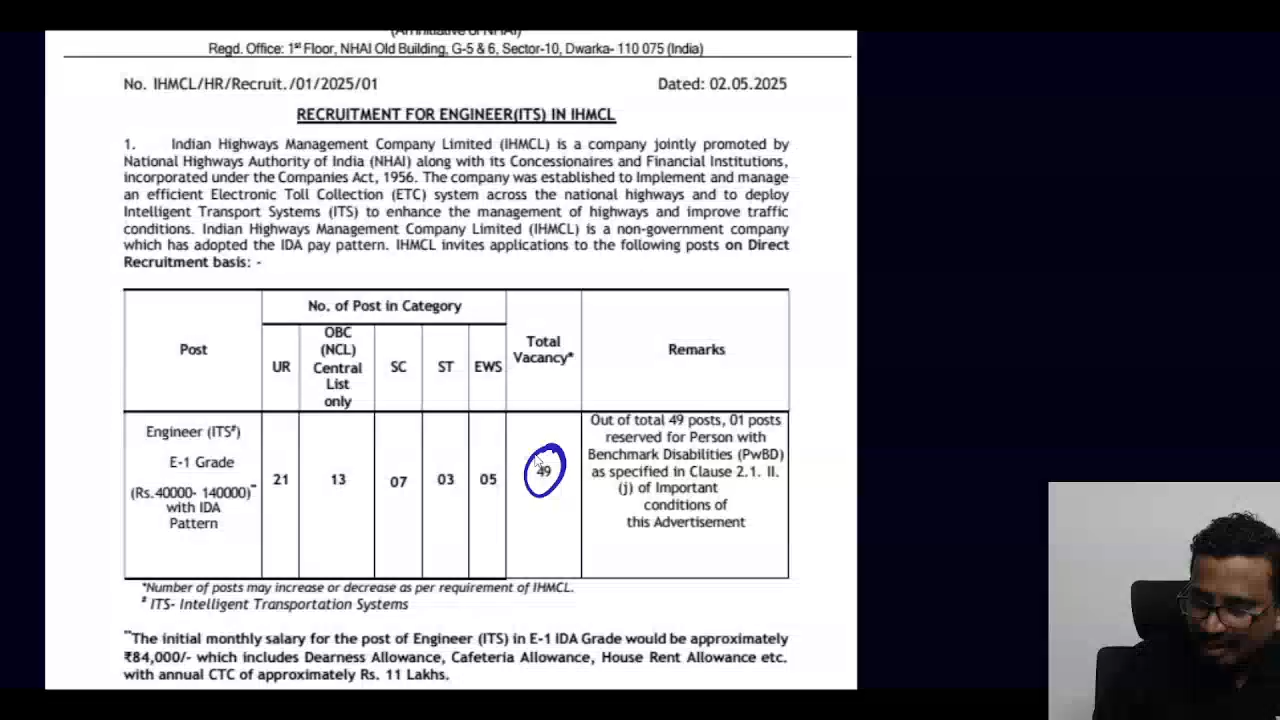 (An Initiative of NHAI)
Regd. Office: 1st Floor, NHAI Old Building, G-5 & 6, Sector-10, Dwarka- 110 075 (India)
No. IHMCL/HR/Recruit./01/2025/01 Dated: 02.05.2025
RECRUITMENT FOR ENGINEER(ITS) IN IHMCL
1. Indian Highways Management Company Limited (IHMCL) is a company jointly promoted by
National Highways Authority of India (NHAI) along with its Concessionaires and Financial Institutions,
incorporated under the Companies Act, 1956. The company was established to Implement and manage
an efficient Electronic Toll Collection (ETC) system across the national highways and to deploy
Intelligent Transport Systems (ITS) to enhance the management of highways and improve traffic
conditions. Indian Highways Management Company Limited (IHMCL) is a non-government company
which has adopted the IDA pay pattern. IHMCL invites applications to the following posts on Direct
Recruitment basis: -
Post
No. of Post in Category
UR
OBC
(NCL)
Central
List
only
SC
ST
EWS
Total
Vacancy*
Remarks
Engineer (ITS#)
E-1 Grade
(Rs.40000- 140000)**
with IDA
Pattern
21
13
07
03
05
49
Out of total 49 posts, 01 posts
reserved for Person with
Benchmark Disabilities (PwBD)
as specified in Clause 2.1. II.
(j) of Important
conditions of
this Advertisement
*Number of posts may increase or decrease as per requirement of IHMCL.
# ITS- Intelligent Transportation Systems
**The initial monthly salary for the post of Engineer (ITS) in E-1 IDA Grade would be approximately
₹84,000/- which includes Dearness Allowance, Cafeteria Allowance, House Rent Allowance etc.
with annual CTC of approximately Rs. 11 Lakhs.